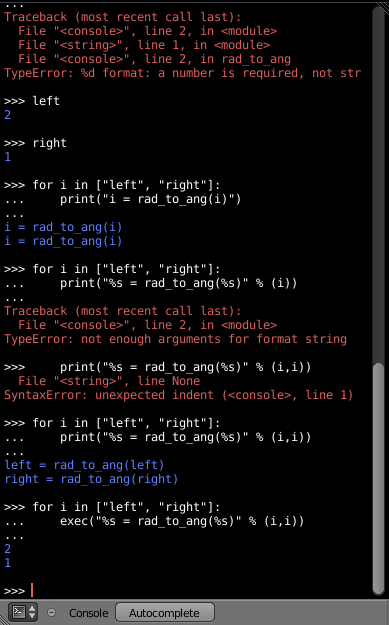 ...
Traceback (most recent call last):
  File "<console>", line 2, in <module>
  File "<string>", line 1, in <module>
  File "<console>", line 2, in rad_to_ang
TypeError: %d format: a number is required, not str
>>> left
2
>>> right
1
>>> for i in ["left", "right"]:
...     print("i = rad_to_ang(i)")
...
i = rad_to_ang(i)
i = rad_to_ang(i)
>>> for i in ["left", "right"]:
...     print("%s = rad_to_ang(%s)" % (i))
...
Traceback (most recent call last):
  File "<console>", line 2, in <module>
TypeError: not enough arguments for format string
>>>     print("%s = rad_to_ang(%s)" % (i,i))
  File "<string>", line None
SyntaxError: unexpected indent (<console>, line 1)
>>> for i in ["left", "right"]:
...     print("%s = rad_to_ang(%s)" % (i,i))
...
left = rad_to_ang(left)
right = rad_to_ang(right)
>>> for i in ["left", "right"]:
...     exec("%s = rad_to_ang(%s)" % (i,i))
...
2
1
>>>
Console Autocomplete